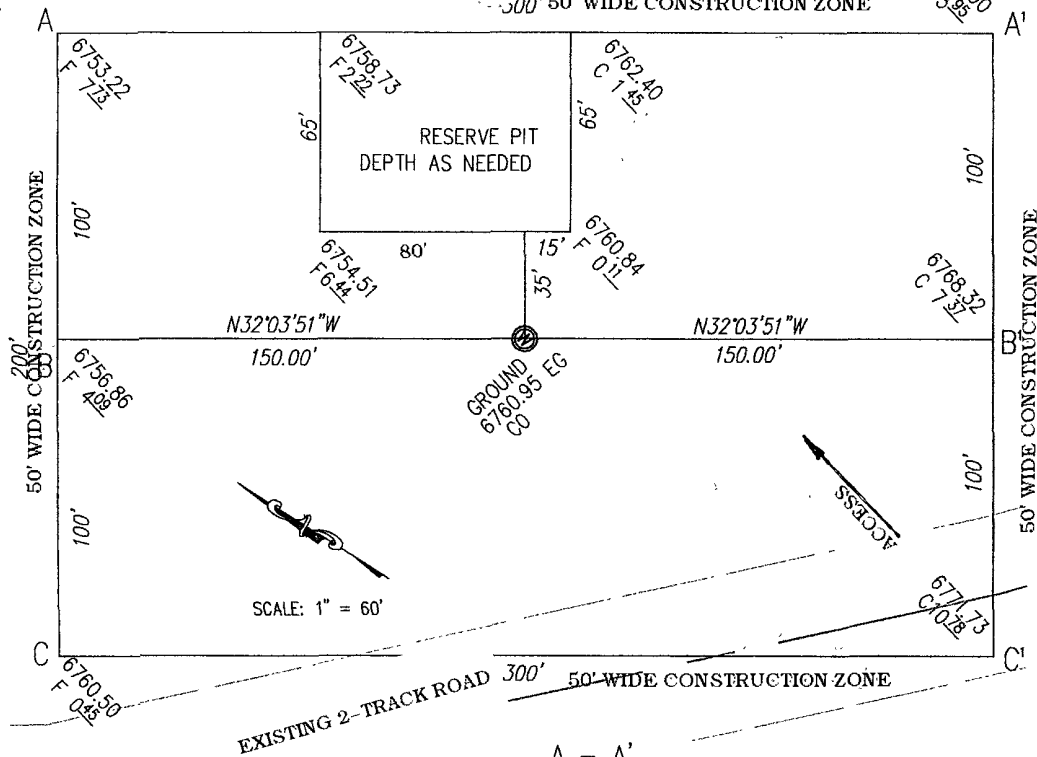 300' 50' WIDE CONSTRUCTION ZONE
A
A'
6753.22
F 7.73
6758.73
F 2.22
6762.40
C 1.45
65'
65'
RESERVE PIT
DEPTH AS NEEDED
100'
100'
50' WIDE CONSTRUCTION ZONE
50' WIDE CONSTRUCTION ZONE
80'
15'
35'
6754.51
F 6.44
6760.84
F 0.11
6768.32
C 7.37
N32°03'51"W
150.00'
N32°03'51"W
150.00'
200'
B
B'
6756.86
F 4.09
GROUND
6760.95 EG
CO
100'
100'
ACCESS
SCALE: 1" = 60'
6771.73
C 10.78
C
C'
6760.50
F 0.45
300'
50' WIDE CONSTRUCTION ZONE
EXISTING 2-TRACK ROAD
A - A'